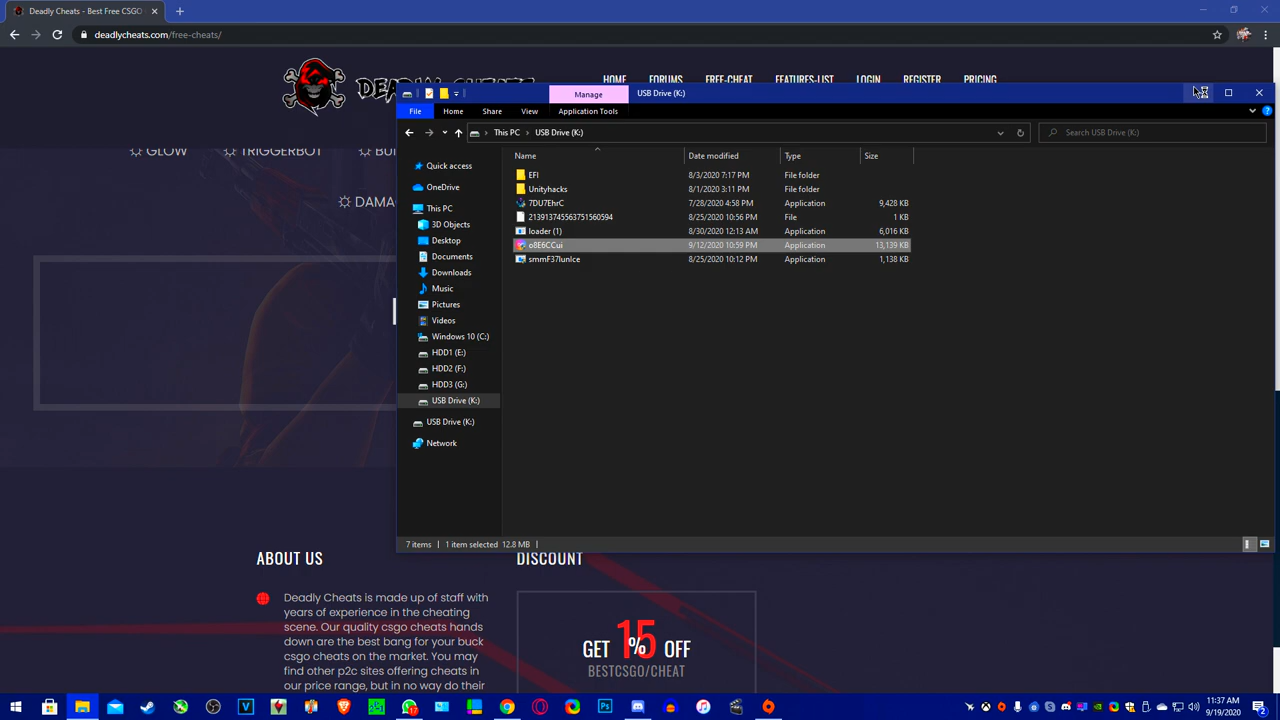 Deadly Cheats - Best Free CSGO
deadlycheats.com/free-cheats/
HOME FORUMS FREE-CHEAT FEATURES-LIST LOGIN REGISTER PRICING
Manage USB Drive (K:)
File Home Share View Application Tools
This PC › USB Drive (K:) Search USB Drive (K:)
GLOW TRIGGERBOT
Name Date modified Type Size
Quick access
OneDrive
This PC
3D Objects
Desktop
Documents
Downloads
Music
Pictures
Videos
Windows 10 (C:)
HDD1 (E:)
HDD2 (F:)
HDD3 (G:)
USB Drive (K:)
USB Drive (K:)
Network
EFI 8/3/2020 7:17 PM File folder
Unityhacks 8/1/2020 3:11 PM File folder
7DU7EhrC 7/28/2020 4:58 PM Application 9,428 KB
213913745563751560594 8/25/2020 10:56 PM File 1 KB
loader (1) 8/30/2020 12:13 AM Application 6,016 KB
o8E6CCui 9/12/2020 10:59 PM Application 13,139 KB
smmF37lunIce 8/25/2020 10:12 PM Application 1,138 KB
7 items 1 item selected 12.8 MB
ABOUT US
Deadly Cheats is made up of staff with
years of experience in the cheating
scene. Our quality csgo cheats hands
down are the best bang for your buck
csgo cheats on the market. You may
find other p2c sites offering cheats in
our price range, but in no way do their
DISCOUNT
GET 15% OFF
BESTCSGO/CHEAT
11:37 AM
9/19/2020